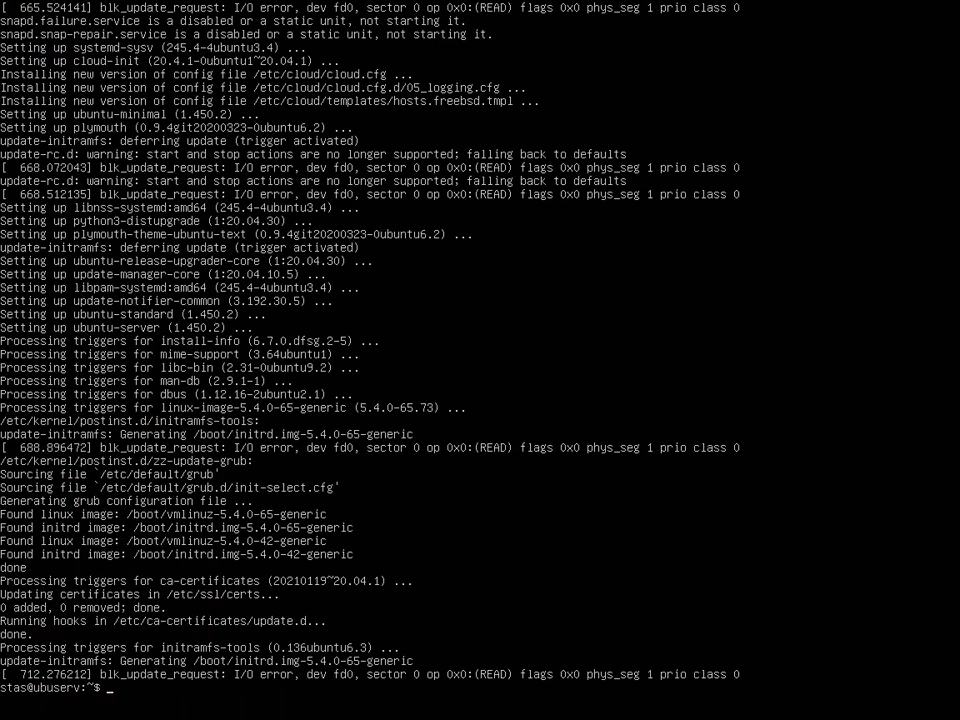 [  665.524141] blk_update_request: I/O error, dev fd0, sector 0 op 0x0:(READ) flags 0x0 phys_seg 1 prio class 0
snapd.failure.service is a disabled or a static unit, not starting it.
snapd.snap-repair.service is a disabled or a static unit, not starting it.
Setting up systemd-sysv (245.4-4ubuntu3.4) ...
Setting up cloud-init (20.4.1-0ubuntu1~20.04.1) ...
Installing new version of config file /etc/cloud/cloud.cfg ...
Installing new version of config file /etc/cloud/cloud.cfg.d/05_logging.cfg ...
Installing new version of config file /etc/cloud/templates/hosts.freebsd.tmpl ...
Setting up ubuntu-minimal (1.450.2) ...
Setting up plymouth (0.9.4git20200323-0ubuntu6.2) ...
update-initramfs: deferring update (trigger activated)
update-rc.d: warning: start and stop actions are no longer supported; falling back to defaults
[  668.072043] blk_update_request: I/O error, dev fd0, sector 0 op 0x0:(READ) flags 0x0 phys_seg 1 prio class 0
update-rc.d: warning: start and stop actions are no longer supported; falling back to defaults
[  668.512135] blk_update_request: I/O error, dev fd0, sector 0 op 0x0:(READ) flags 0x0 phys_seg 1 prio class 0
Setting up libnss-systemd:amd64 (245.4-4ubuntu3.4) ...
Setting up python3-distupgrade (1:20.04.30) ...
Setting up plymouth-theme-ubuntu-text (0.9.4git20200323-0ubuntu6.2) ...
update-initramfs: deferring update (trigger activated)
Setting up ubuntu-release-upgrader-core (1:20.04.30) ...
Setting up update-manager-core (1:20.04.10.5) ...
Setting up libpam-systemd:amd64 (245.4-4ubuntu3.4) ...
Setting up update-notifier-common (3.192.30.5) ...
Setting up ubuntu-standard (1.450.2) ...
Setting up ubuntu-server (1.450.2) ...
Processing triggers for install-info (6.7.0.dfsg.2-5) ...
Processing triggers for mime-support (3.64ubuntu1) ...
Processing triggers for libc-bin (2.31-0ubuntu9.2) ...
Processing triggers for man-db (2.9.1-1) ...
Processing triggers for dbus (1.12.16-2ubuntu2.1) ...
Processing triggers for linux-image-5.4.0-65-generic (5.4.0-65.73) ...
/etc/kernel/postinst.d/initramfs-tools:
update-initramfs: Generating /boot/initrd.img-5.4.0-65-generic
[  688.896472] blk_update_request: I/O error, dev fd0, sector 0 op 0x0:(READ) flags 0x0 phys_seg 1 prio class 0
/etc/kernel/postinst.d/zz-update-grub:
Sourcing file `/etc/default/grub'
Sourcing file `/etc/default/grub.d/init-select.cfg'
Generating grub configuration file ...
Found linux image: /boot/vmlinuz-5.4.0-65-generic
Found initrd image: /boot/initrd.img-5.4.0-65-generic
Found linux image: /boot/vmlinuz-5.4.0-42-generic
Found initrd image: /boot/initrd.img-5.4.0-42-generic
done
Processing triggers for ca-certificates (20210119~20.04.1) ...
Updating certificates in /etc/ssl/certs...
0 added, 0 removed; done.
Running hooks in /etc/ca-certificates/update.d...
done.
Processing triggers for initramfs-tools (0.136ubuntu6.3) ...
update-initramfs: Generating /boot/initrd.img-5.4.0-65-generic
[  712.276212] blk_update_request: I/O error, dev fd0, sector 0 op 0x0:(READ) flags 0x0 phys_seg 1 prio class 0
stas@ubuserv:~$ _